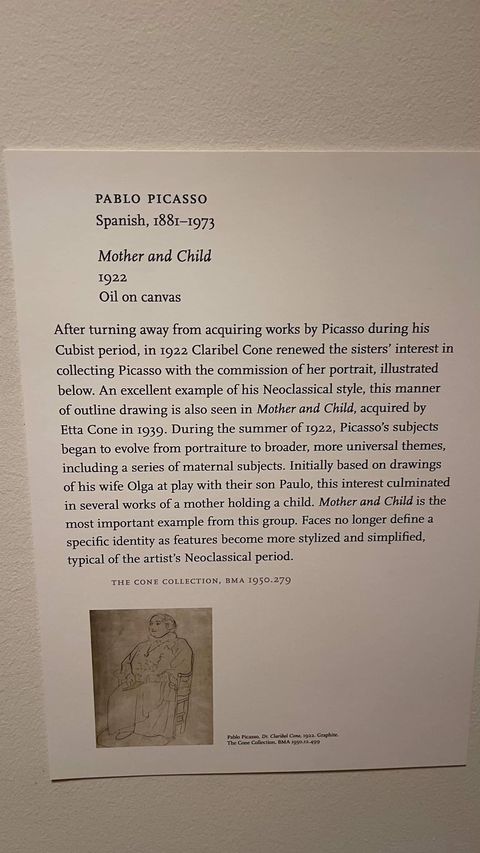 PABLO PICASSO
Spanish, 1881–1973
Mother and Child
1922
Oil on canvas
After turning away from acquiring works by Picasso during his
Cubist period, in 1922 Claribel Cone renewed the sisters' interest in
collecting Picasso with the commission of her portrait, illustrated
below. An excellent example of his Neoclassical style, this manner
of outline drawing is also seen in Mother and Child, acquired by
Etta Cone in 1939. During the summer of 1922, Picasso's subjects
began to evolve from portraiture to broader, more universal themes,
including a series of maternal subjects. Initially based on drawings
of his wife Olga at play with their son Paulo, this interest culminated
in several works of a mother holding a child. Mother and Child is the
most important example from this group. Faces no longer define a
specific identity as features become more stylized and simplified,
typical of the artist's Neoclassical period.
THE CONE COLLECTION, BMA 1950.279
Pablo Picasso, Dr. Claribel Cone, 1922. Graphite.
The Cone Collection, BMA 1950.12.499